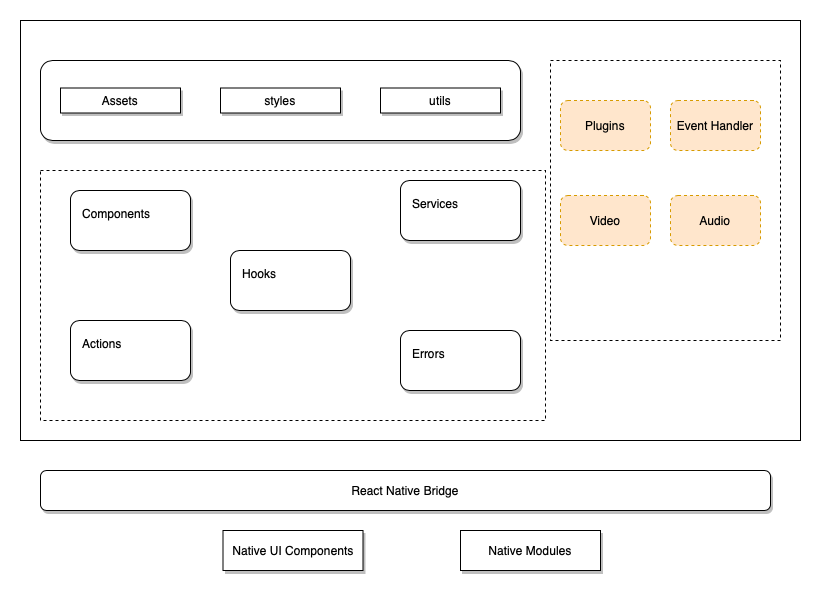 Assets
styles
utils
Plugins
Event Handler
Video
Audio
Components
Services
Hooks
Actions
Errors
React Native Bridge
Native UI Components
Native Modules